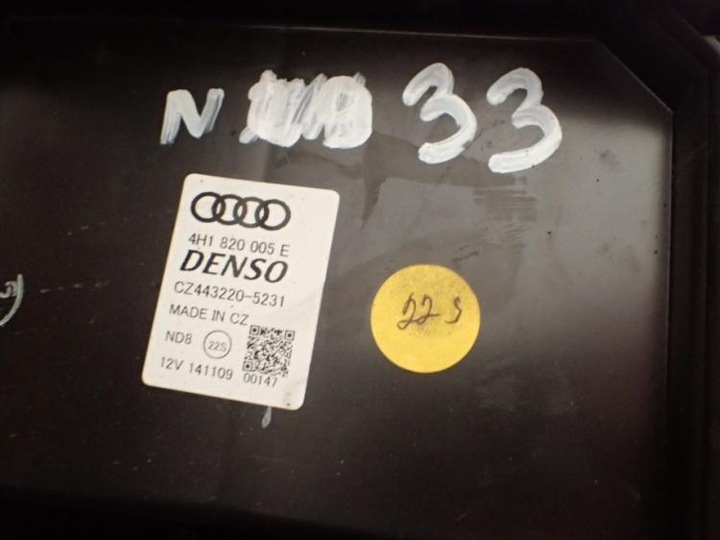 N 33
4H1 820 005 E
DENSO
CZ443220-5231
MADE IN CZ
ND8 22S
12V 141109 00147
22 S